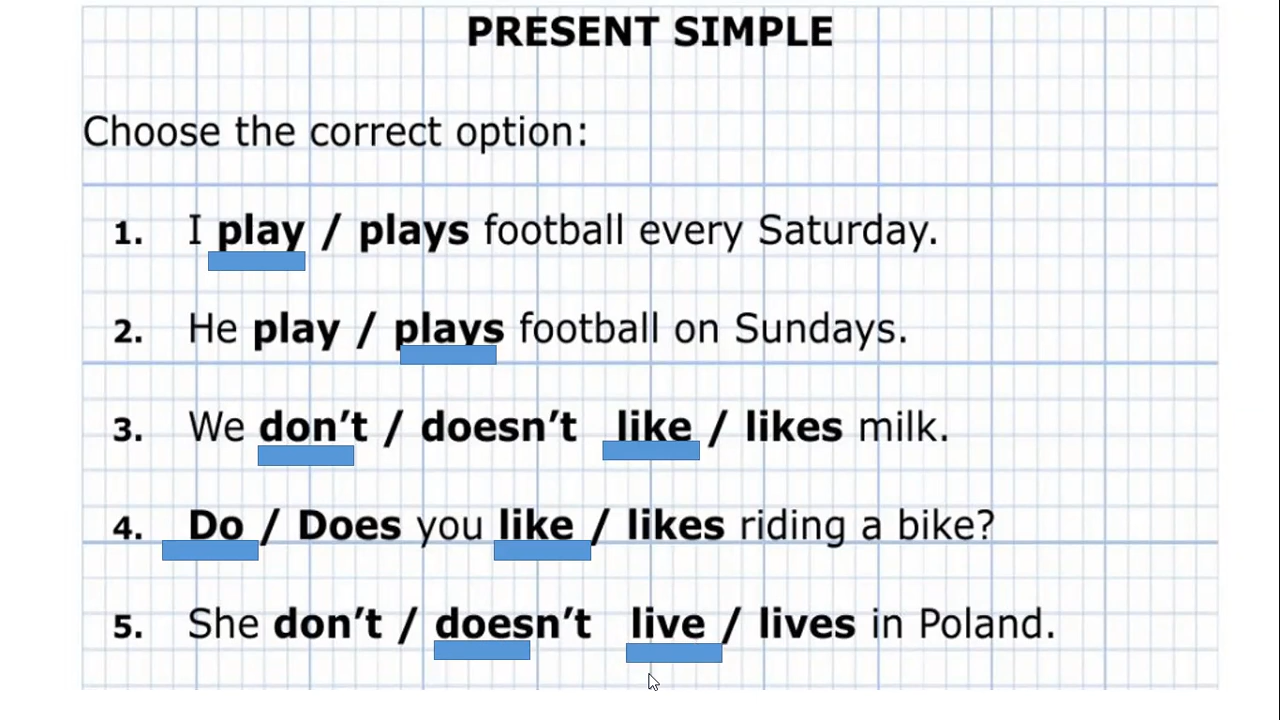 PRESENT SIMPLE
Choose the correct option:
1. I play / plays football every Saturday.
2. He play / plays football on Sundays.
3. We don’t / doesn’t like / likes milk.
4. Do / Does you like / likes riding a bike?
5. She don’t / doesn’t live / lives in Poland.